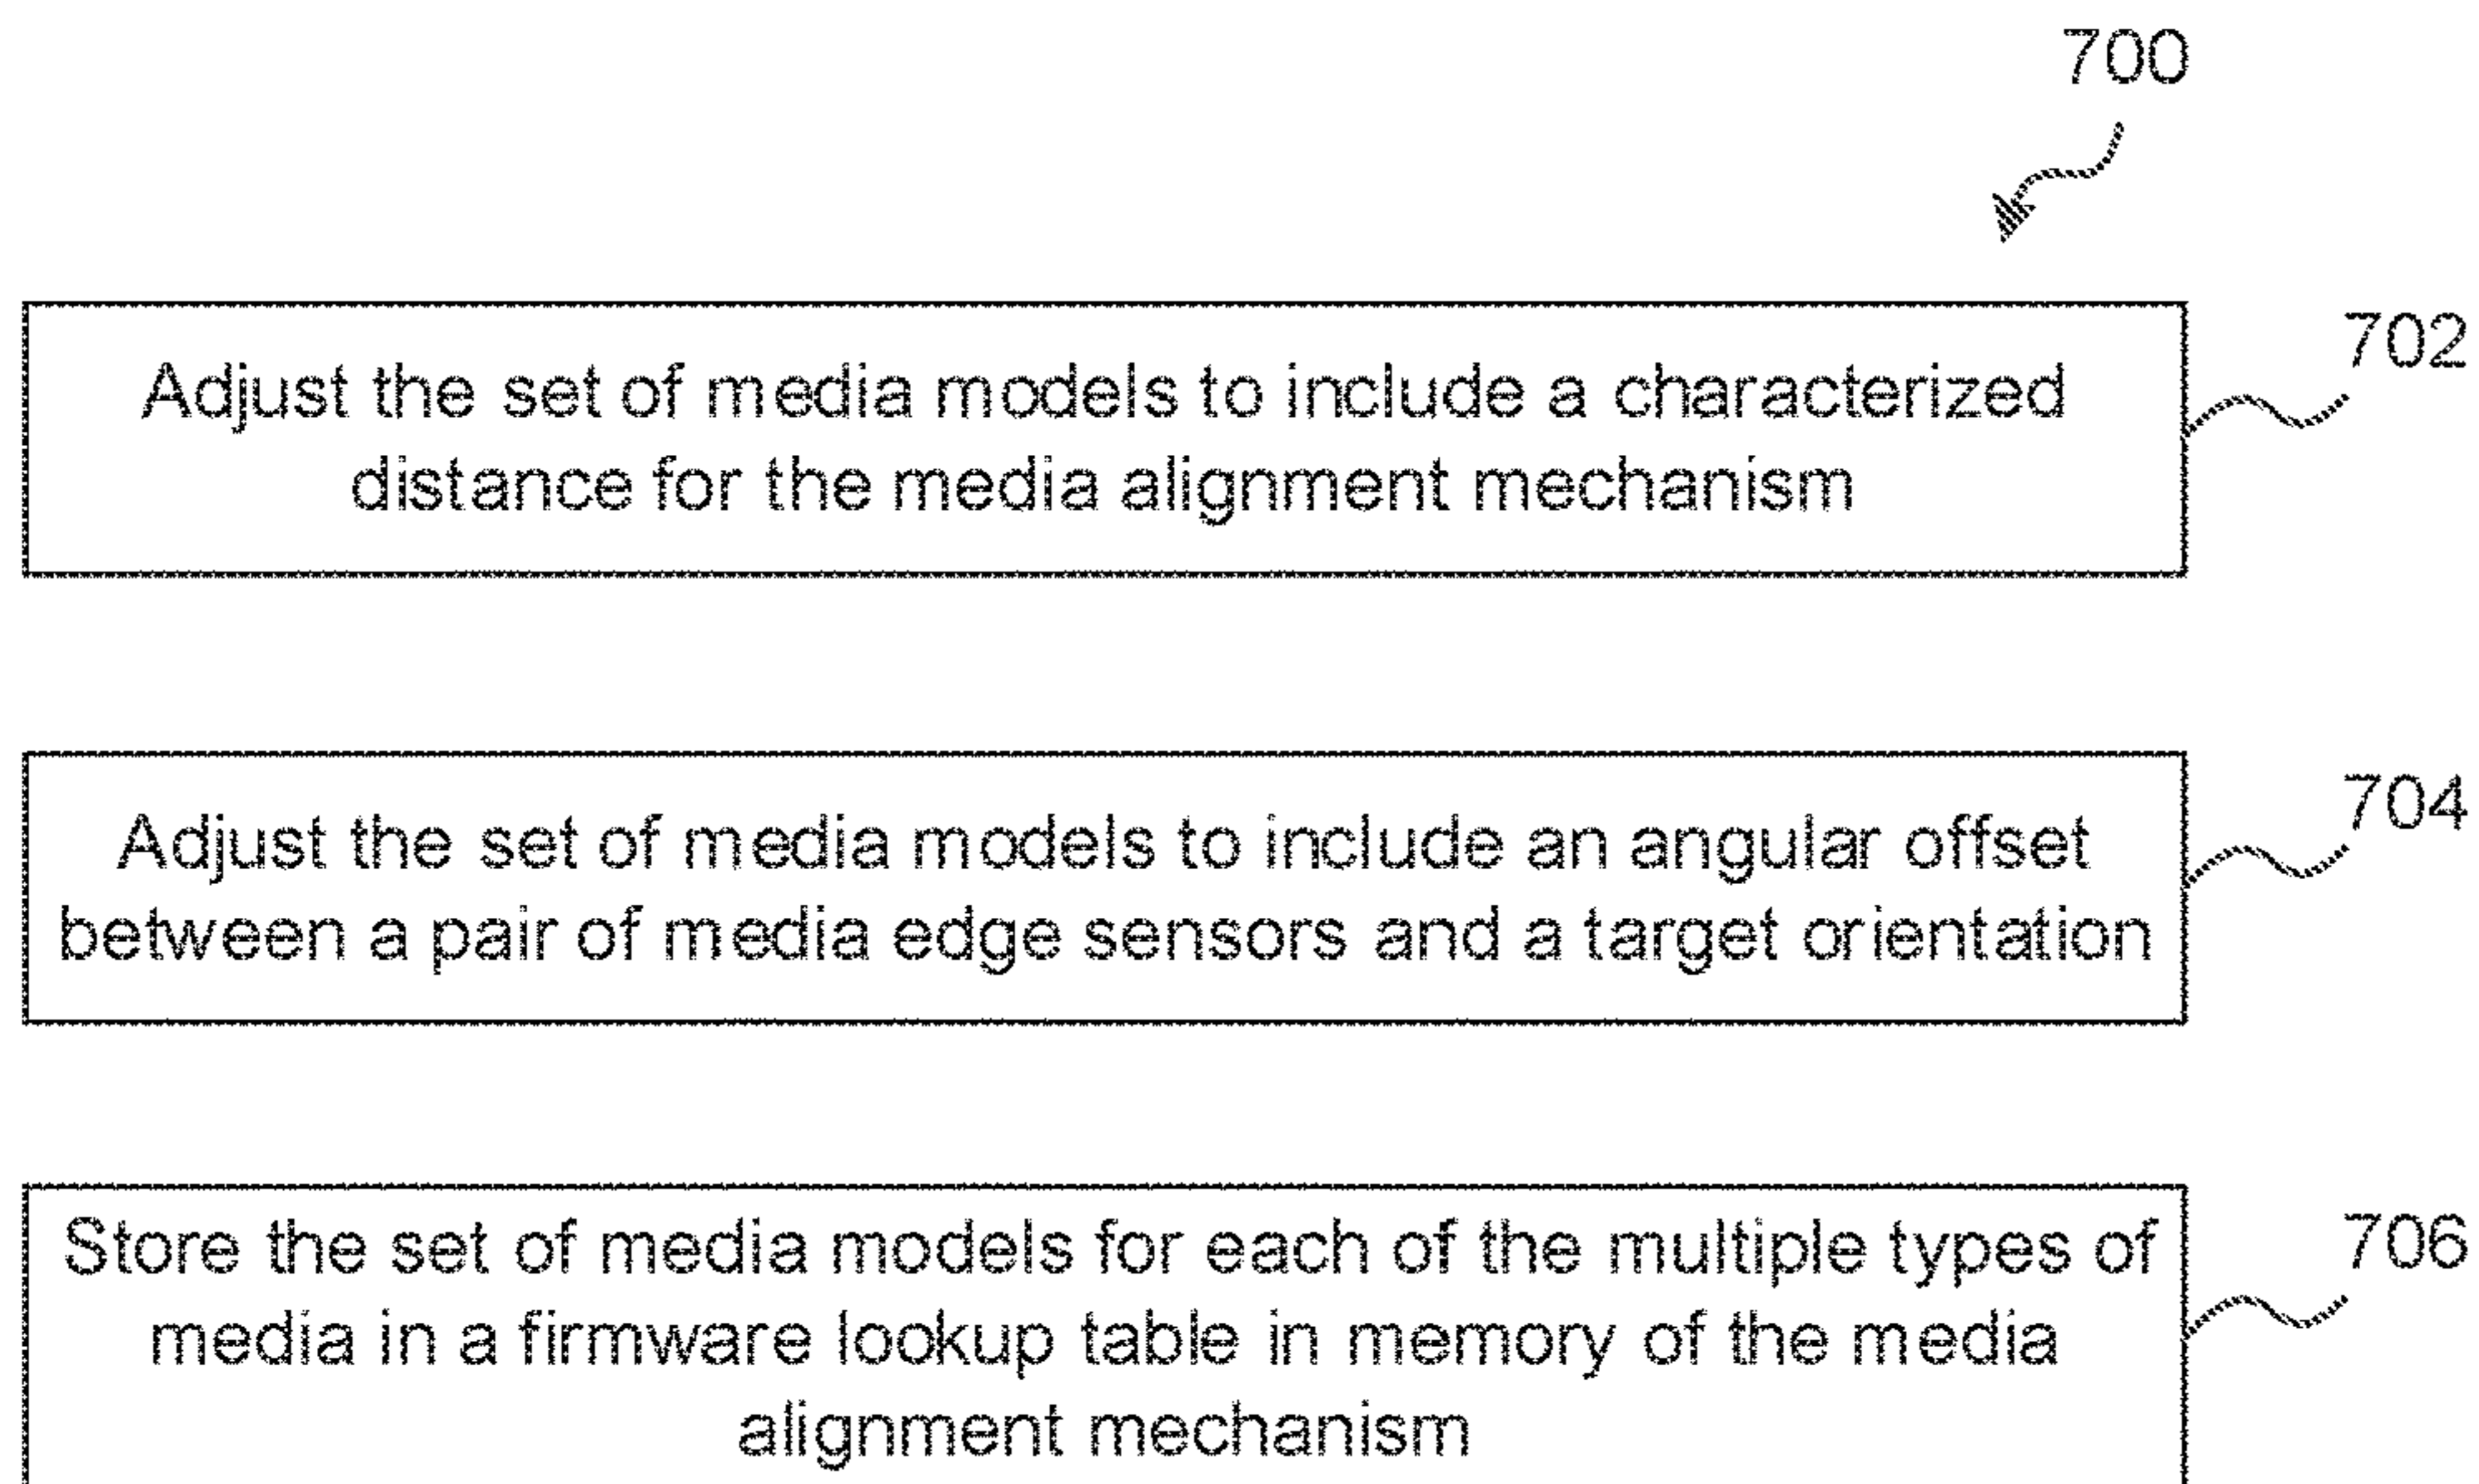 700
Adjust the set of media models to include a characterized
distance for the media alignment mechanism
702
Adjust the set of media models to include an angular offset
between a pair of media edge sensors and a target orientation
704
Store the set of media models for each of the multiple types of
media in a firmware lookup table in memory of the media
alignment mechanism
706